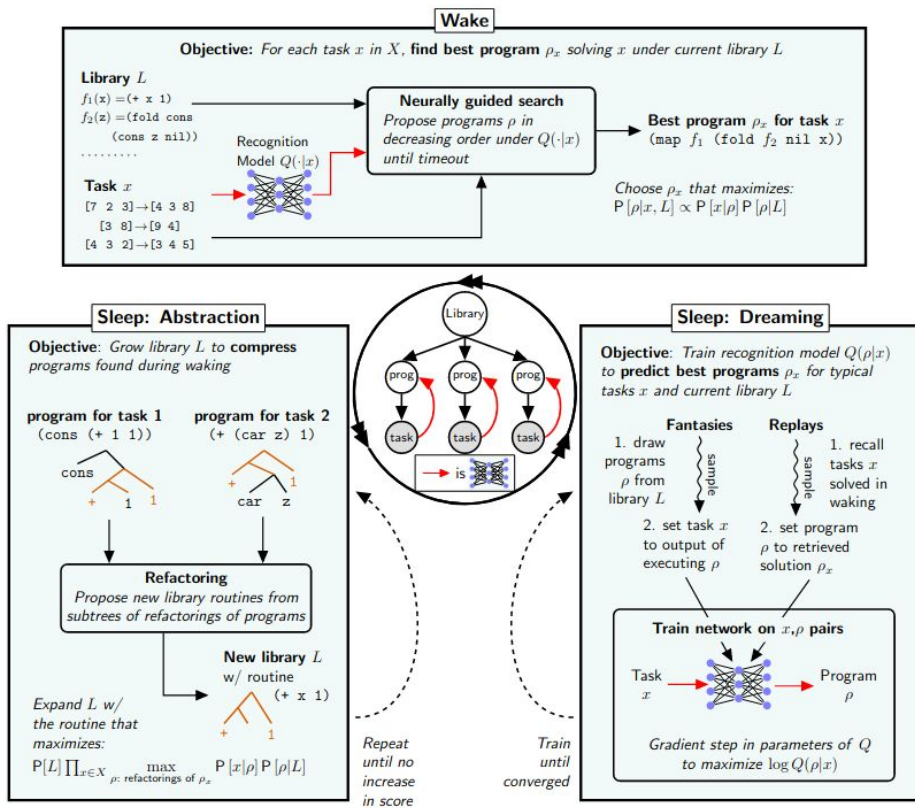 Wake
Objective: For each task x in X, find best program ρₓ solving x under current library L
Library L
f₁(x) =(+ x 1)
f₂(z) =(fold cons
(cons z nil))
.........
Recognition
Model Q(·|x)
Task x
[7 2 3]→[4 3 8]
[3 8]→[9 4]
[4 3 2]→[3 4 5]
Neurally guided search
Propose programs ρ in
decreasing order under Q(·|x)
until timeout
Best program ρₓ for task x
(map f₁ (fold f₂ nil x))
Choose ρₓ that maximizes:
P [ρ|x, L] ∝ P [x|ρ] P [ρ|L]
Sleep: Abstraction
Objective: Grow library L to compress
programs found during waking
program for task 1
(cons (+ 1 1))
program for task 2
(+ (car z) 1)
cons
+
1
1
+
car
z
1
Refactoring
Propose new library routines from
subtrees of refactorings of programs
New library L
w/ routine
(+ x 1)
+
1
Expand L w/
the routine that
maximizes:
P[L] ∏ₓ∈X max P [x|ρ] P [ρ|L]
ρ: refactorings of ρₓ
Library
prog
prog
prog
task
task
task
is
Repeat
until no
increase
in score
Train
until
converged
Sleep: Dreaming
Objective: Train recognition model Q(ρ|x)
to predict best programs ρₓ for typical
tasks x and current library L
Fantasies
1. draw
programs
ρ from
library L
sample
2. set task x
to output of
executing ρ
Replays
sample
1. recall
tasks x
solved in
waking
2. set program
ρ to retrieved
solution ρₓ
Train network on x,ρ pairs
Task
x
Program
ρ
Gradient step in parameters of Q
to maximize log Q(ρ|x)